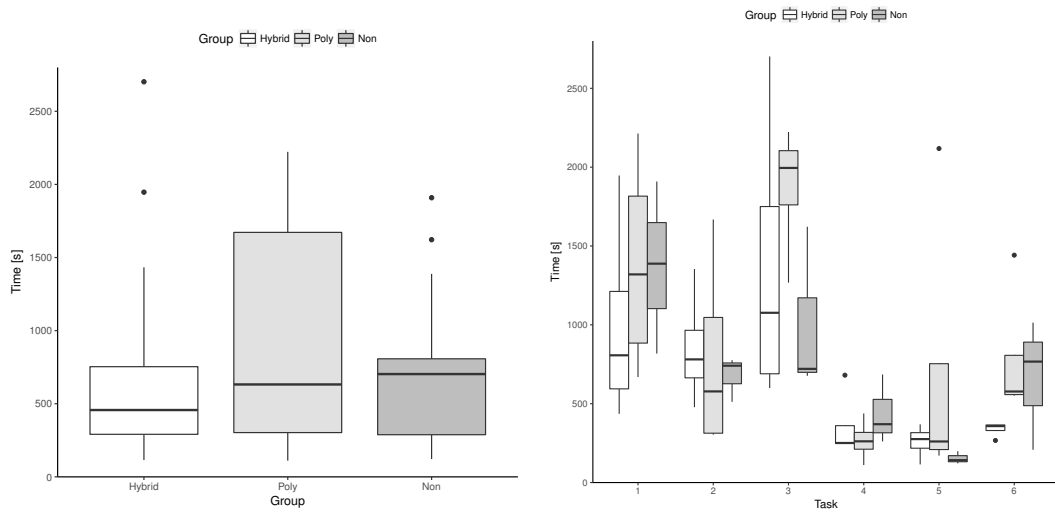 Group Hybrid Poly Non
2500
2000
1500
1000
500
0
Time [s]
Hybrid Poly Non
Group
Group Hybrid Poly Non
2500
2000
1500
1000
500
0
Time [s]
1 2 3 4 5 6
Task